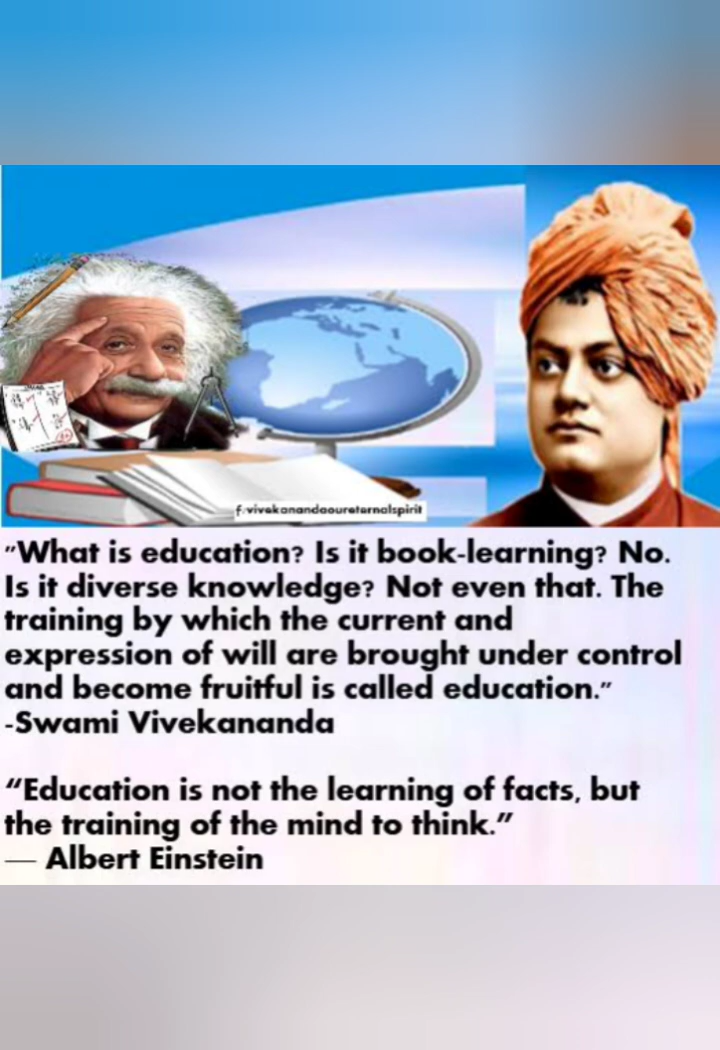 f/vivekanandaoureternalspirit
"What is education? Is it book-learning? No.
Is it diverse knowledge? Not even that. The
training by which the current and
expression of will are brought under control
and become fruitful is called education."
-Swami Vivekananda
“Education is not the learning of facts, but
the training of the mind to think.”
— Albert Einstein